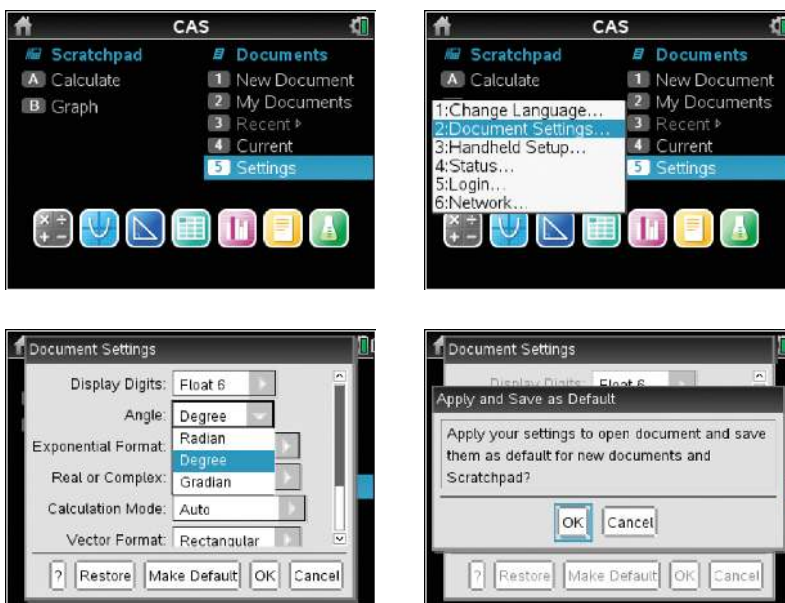 CAS
Scratchpad
Documents
A Calculate
1 New Document
B Graph
2 My Documents
3 Recent
4 Current
5 Settings
CAS
Scratchpad
Documents
A Calculate
1 New Document
2 My Documents
3 Recent
4 Current
5 Settings
1:Change Language...
2:Document Settings...
3:Handheld Setup...
4:Status...
5:Login...
6:Network...
Document Settings
Display Digits: Float 6
Angle: Degree
Radian
Degree
Gradian
Exponential Format:
Real or Complex:
Calculation Mode: Auto
Vector Format: Rectangular
? Restore Make Default OK Cancel
Document Settings
Display Digits: Float 6
Apply and Save as Default
Apply your settings to open document and save
them as default for new documents and
Scratchpad?
OK Cancel
? Restore Make Default OK Cancel